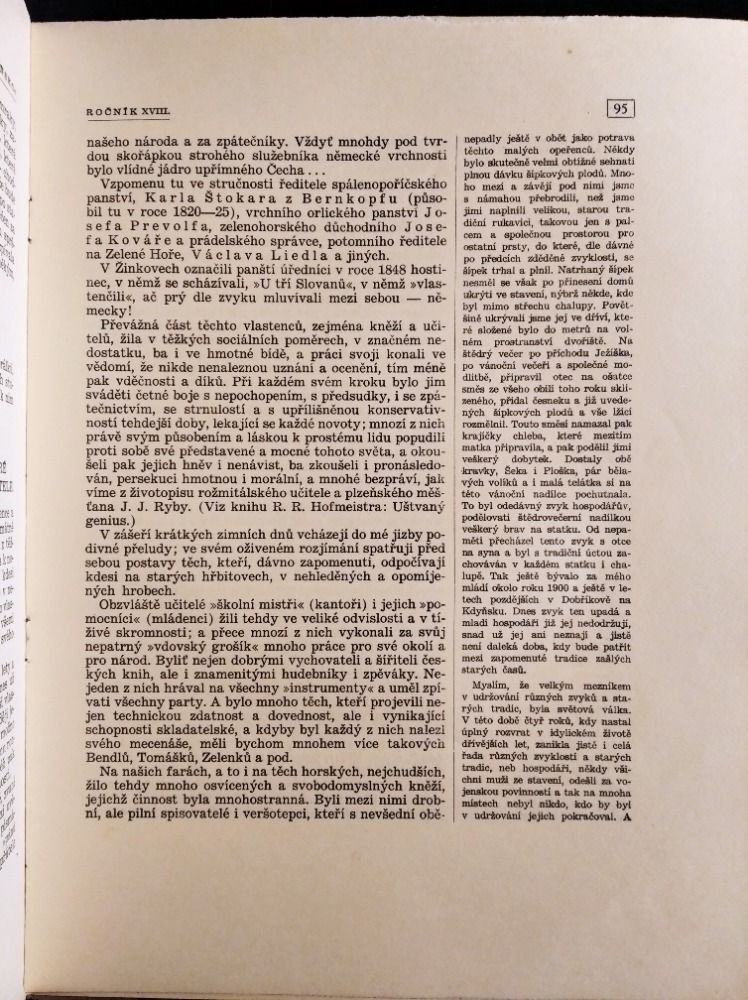 ROČNÍK XVIII.
95
našeho národa a za zpátečníky. Vždyť mnohdy pod tvr-
dou skořápkou strohého služebníka německé vrchnosti
bylo vlídné jádro upřímného Čecha . . .
Vzpomenu tu ve stručnosti ředitele spálenopoříčského
panství, Karla Štokara z Bernkopfu (půso-
bil tu v roce 1820—25), vrchního orlického panství Jo-
sefa Prevolfa, zelenohorského důchodního Jose-
fa Kováře a prádelského správce, potomního ředitele
na Zelené Hoře, Václava Liedla a jiných.
V Žinkovech označili panští úředníci v roce 1848 hosti-
nec, v němž se scházívali, »U tří Slovanů«, v němž »vlas-
tenčili«, ač prý dle zvyku mluvívali mezi sebou — ně-
mecky!
Převážná část těchto vlastenců, zejména kněží a uči-
telů, žila v těžkých sociálních poměrech, v značném ne-
dostatku, ba i ve hmotné bídě, a práci svoji konali ve
vědomí, že nikde nenaleznou uznání a ocenění, tím méně
pak vděčnosti a díků. Při každém svém kroku bylo jim
sváděti četné boje s nepochopením, s předsudky, i se zpá-
tečnictvím, se strnulostí a s upřílišněnou konservativ-
ností tehdejší doby, lekající se každé novoty; mnozí z nich
právě svým působením a láskou k prostému lidu popudili
proti sobě své představené a mocné tohoto světa, a okou-
šeli pak jejich hněv i nenávist, ba zkoušeli i pronásledo-
ván, persekuci hmotnou i morální, a mnohé bezpráví, jak
víme z životopisu rožmitálského učitele a plzeňského měš-
ťana J. J. Ryby. (Viz knihu R. R. Hofmeistra: Uštvaný
genius.)
V zášeří krátkých zimních dnů vcházejí do mé jizby po-
divné přeludy; ve svém oživeném rozjímání spatřuji před
sebou postavy těch, kteří, dávno zapomenuti, odpočívají
kdesi na starých hřbitovech, v nehleděných a opomíje-
ných hrobech.
Obzvláště učitelé »školní mistři« (kantoři) i jejich »po-
mocníci« (mládenci) žili tehdy ve veliké odvislosti a v tí-
živé skromnosti; a přece mnozí z nich vykonali za svůj
nepatrný »vdovský grošík« mnoho práce pro své okolí a
pro národ. Byliť nejen dobrými vychovateli a šířiteli čes-
kých knih, ale i znamenitými hudebníky i zpěváky. Ne-
jeden z nich hrával na všechny »instrumenty« a uměl zpí-
vati všechny party. A bylo mnoho těch, kteří projevili ne-
jen technickou zdatnost a dovednost, ale i vynikající
schopnosti skladatelské, a kdyby byl každý z nich nalezl
svého mecenáše, měli bychom mnohem více takových
Bendlů, Tomášků, Zelenků a pod.
Na našich farách, a to i na těch horských, nejchudších,
žilo tehdy mnoho osvícených a svobodomyslných kněží,
jejichž činnost byla mnohostranná. Byli mezi nimi drob-
ní, ale pilní spisovatelé i veršotepci, kteří s nevšední obě-
nepadly ještě v oběť jako potrava
těchto malých opeřenců. Někdy
bylo skutečně velmi obtížné sehnati
plnou dávku šípkových plodů. Mno-
ho mezí a závějí pod nimi jsme
s námahou přebrodili, než jsme
jimi naplnili velikou, starou tra-
diční rukavici, takovou jen s pal-
cem a společnou prostorou pro
ostatní prsty, do které, dle dávné
po předcích zděděné zvyklosti, se
šípek trhal a plnil. Natrhaný šípek
nesměl se však po přinesení domů
ukrýti ve stavení, nýbrž někde, kde
byl mimo střechu chalupy. Povět-
šině ukrývali jsme jej ve dříví, kte-
ré složené bylo do metrů na vol-
ném prostranství dvořiště. Na
štědrý večer po příchodu Ježíška,
po vánoční večeři a společné mo-
dlitbě, připravil otec na ošatce
směs ze všeho obilí toho roku skli-
zeného, přidal česneku a již uvede-
ných šípkových plodů a vše lžící
rozmělnil. Touto směsí namazal pak
krajíčky chleba, které mezitím
matka připravila, a pak podělil jimi
veškerý dobytek. Dostaly obě
kravky, Šeka i Ploška, pár běla-
vých volíků a i malá telátka si na
této vánoční nadílce pochutnala.
To byl odedávný zvyk hospodářův,
podělovati štědrovečerní nadílkou
veškerý brav na statku. Od nepa-
měti přecházel tento zvyk s otce
na syna a byl s tradiční úctou za-
chováván v každém statku i cha-
lupě. Tak ještě bývalo za mého
mládí okolo roku 1900 a ještě v le-
tech pozdějších v Dobříkově na
Kdyňsku. Dnes zvyk ten upadá a
mladí hospodáři již jej nedodržují,
snad už jej ani neznají a jistě
není daleká doba, kdy bude patřit
mezi zapomenuté tradice zašlých
starých časů.
Myslím, že velkým mezníkem
v udržování různých zvyků a sta-
rých tradic, byla světová válka.
V této době čtyř roků, kdy nastal
úplný rozvrat v idylickém životě
dřívějších let, zanikla jistě i celá
řada různých zvyklostí a starých
tradic, neb hospodáři, někdy vši-
chni muži ze stavení, odešli za vo-
jenskou povinností a tak na mnoha
místech nebyl nikdo, kdo by byl
v udržování jejich pokračoval. A